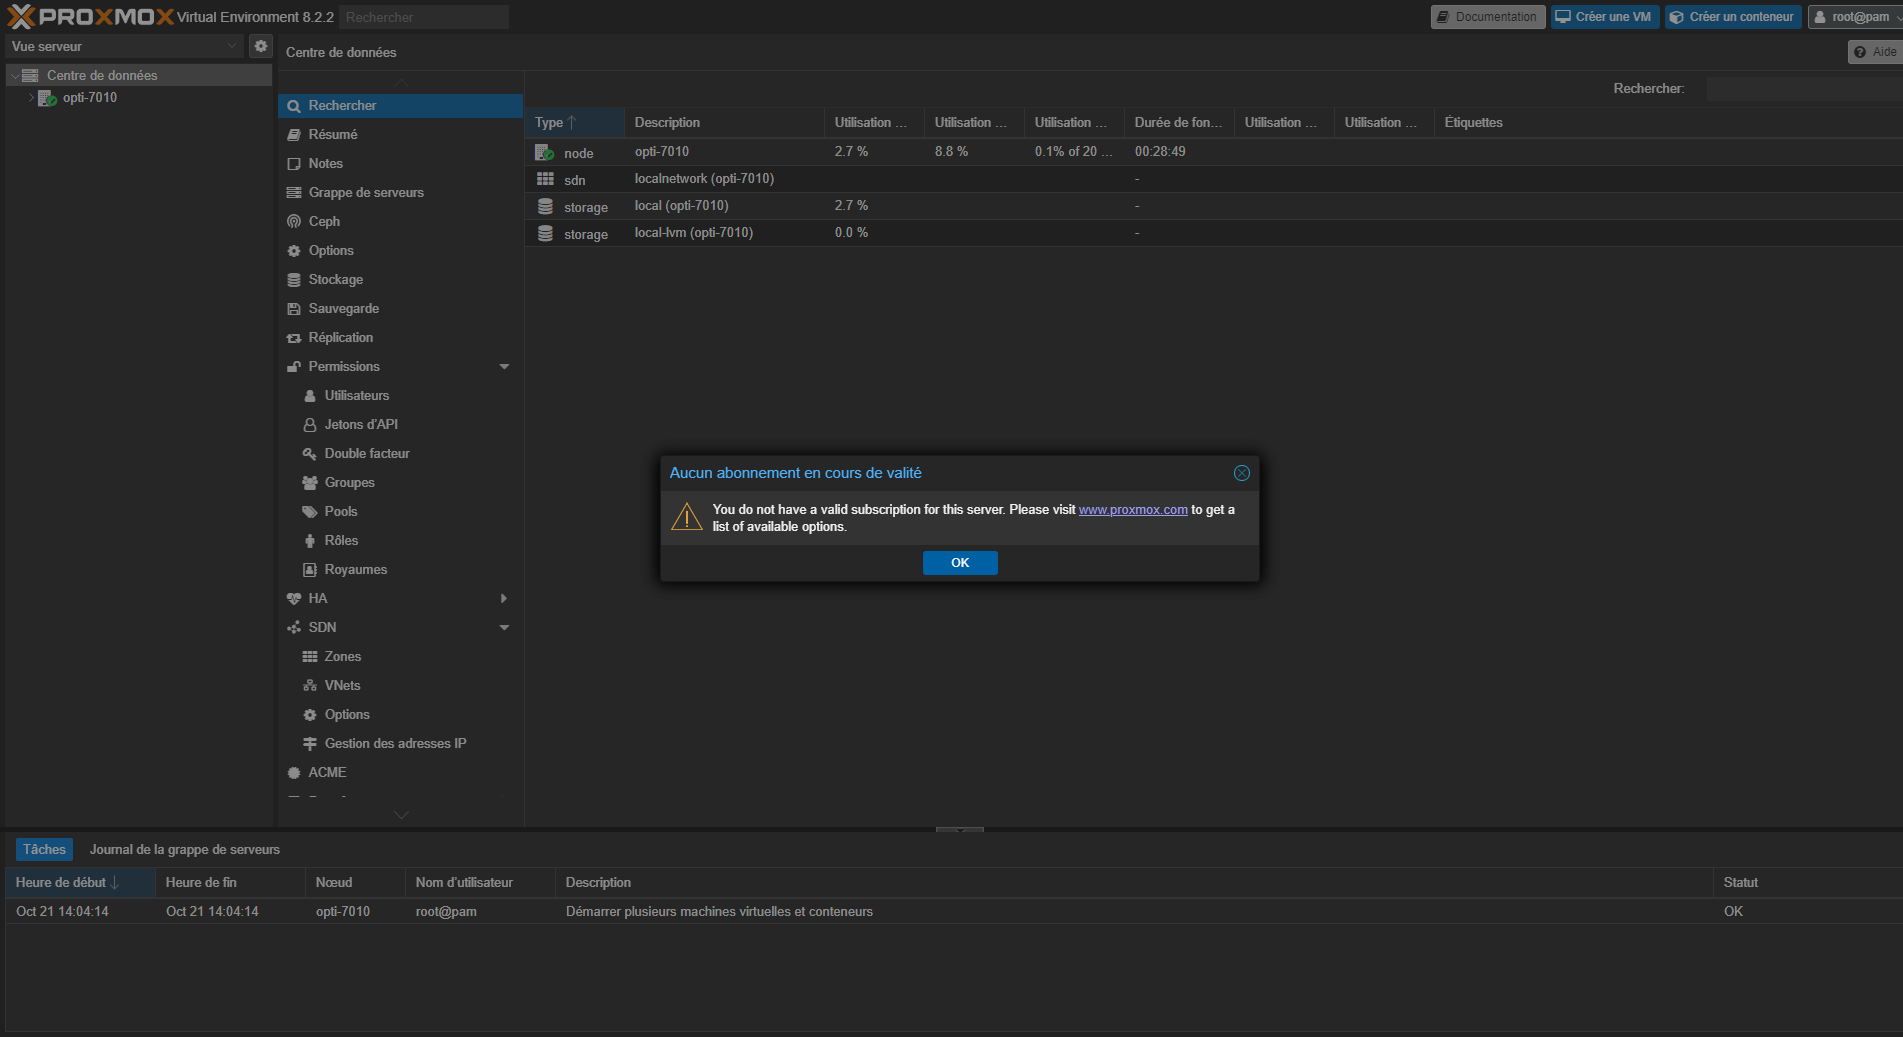 PROXMOX Virtual Environment 8.2.2 Rechercher Documentation Créer une VM Créer un conteneur root@pam
Vue serveur
Centre de données
opti-7010
Centre de données Aide
Rechercher
Résumé
Notes
Grappe de serveurs
Ceph
Options
Stockage
Sauvegarde
Réplication
Permissions
Utilisateurs
Jetons d'API
Double facteur
Groupes
Pools
Rôles
Royaumes
HA
SDN
Zones
VNets
Options
Gestion des adresses IP
ACME
Rechercher:
Type Description Utilisation ... Utilisation ... Utilisation ... Durée de fon... Utilisation ... Utilisation ... Étiquettes
node opti-7010 2.7 % 8.8 % 0.1% of 20 ... 00:28:49
sdn localnetwork (opti-7010) -
storage local (opti-7010) 2.7 % -
storage local-lvm (opti-7010) 0.0 % -
Aucun abonnement en cours de valité
You do not have a valid subscription for this server. Please visit www.proxmox.com to get a
list of available options.
OK
Tâches Journal de la grappe de serveurs
Heure de début Heure de fin Nœud Nom d'utilisateur Description Statut
Oct 21 14:04:14 Oct 21 14:04:14 opti-7010 root@pam Démarrer plusieurs machines virtuelles et conteneurs OK